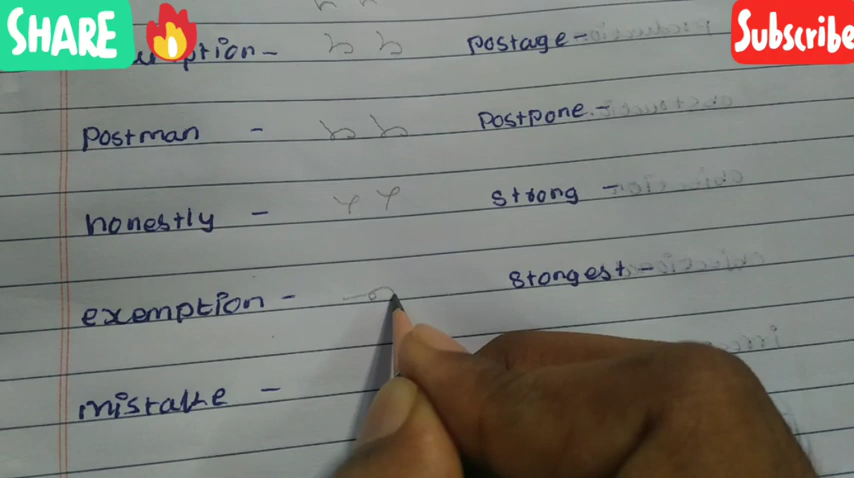 SHARE
Subscribe
postage-
postman -
postpone.-
honestly -
strong -
exemption -
stongest -
mistake -